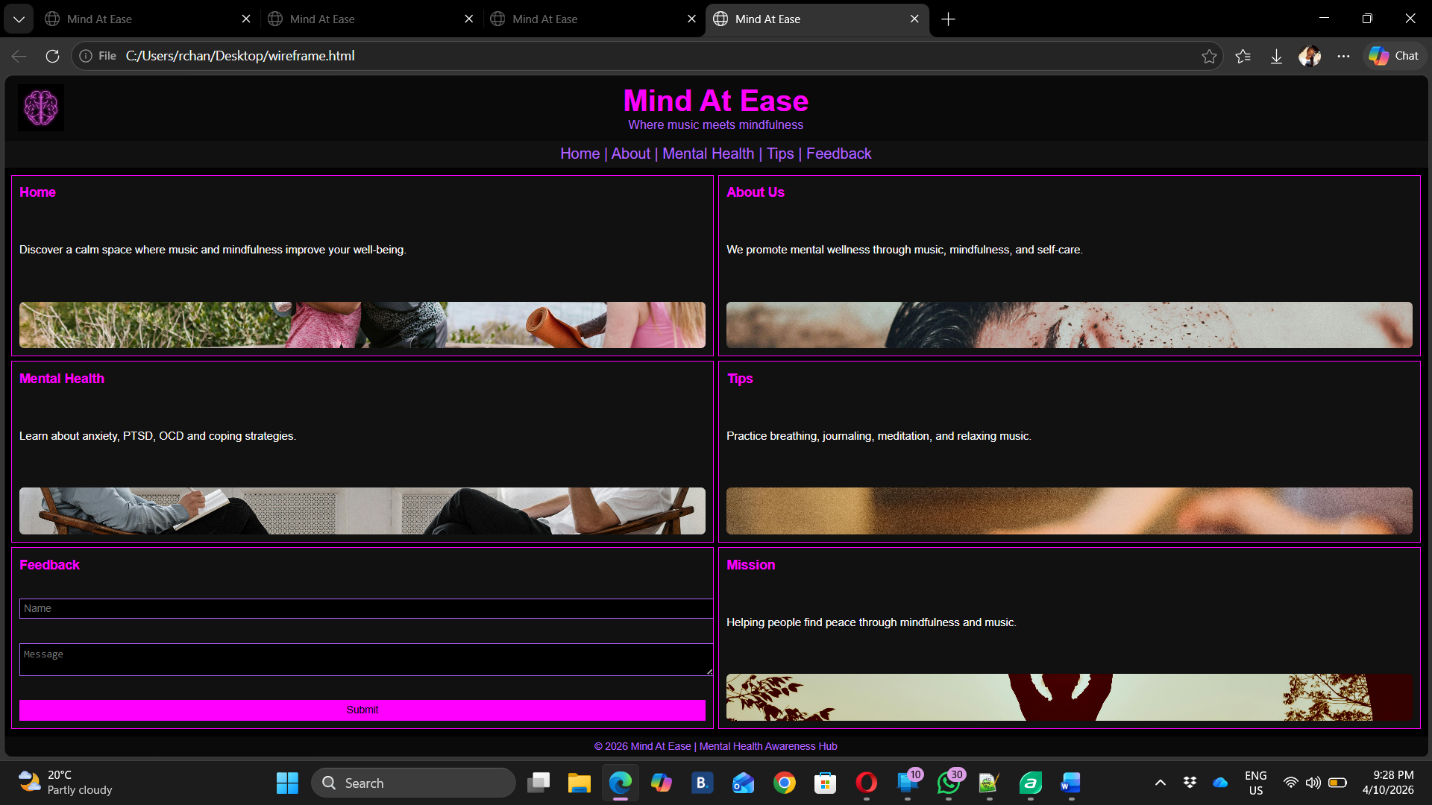 Mind At Ease
Mind At Ease
Mind At Ease
Mind At Ease
File C:/Users/rchan/Desktop/wireframe.html
Chat
Mind At Ease
Where music meets mindfulness
Home | About | Mental Health | Tips | Feedback
Home
Discover a calm space where music and mindfulness improve your well-being.
About Us
We promote mental wellness through music, mindfulness, and self-care.
Mental Health
Learn about anxiety, PTSD, OCD and coping strategies.
Tips
Practice breathing, journaling, meditation, and relaxing music.
Feedback
Name
Message
Submit
Mission
Helping people find peace through mindfulness and music.
© 2026 Mind At Ease | Mental Health Awareness Hub
20°C
Partly cloudy
Search
B.
10
30
W
ENG
US
9:28 PM
4/10/2026